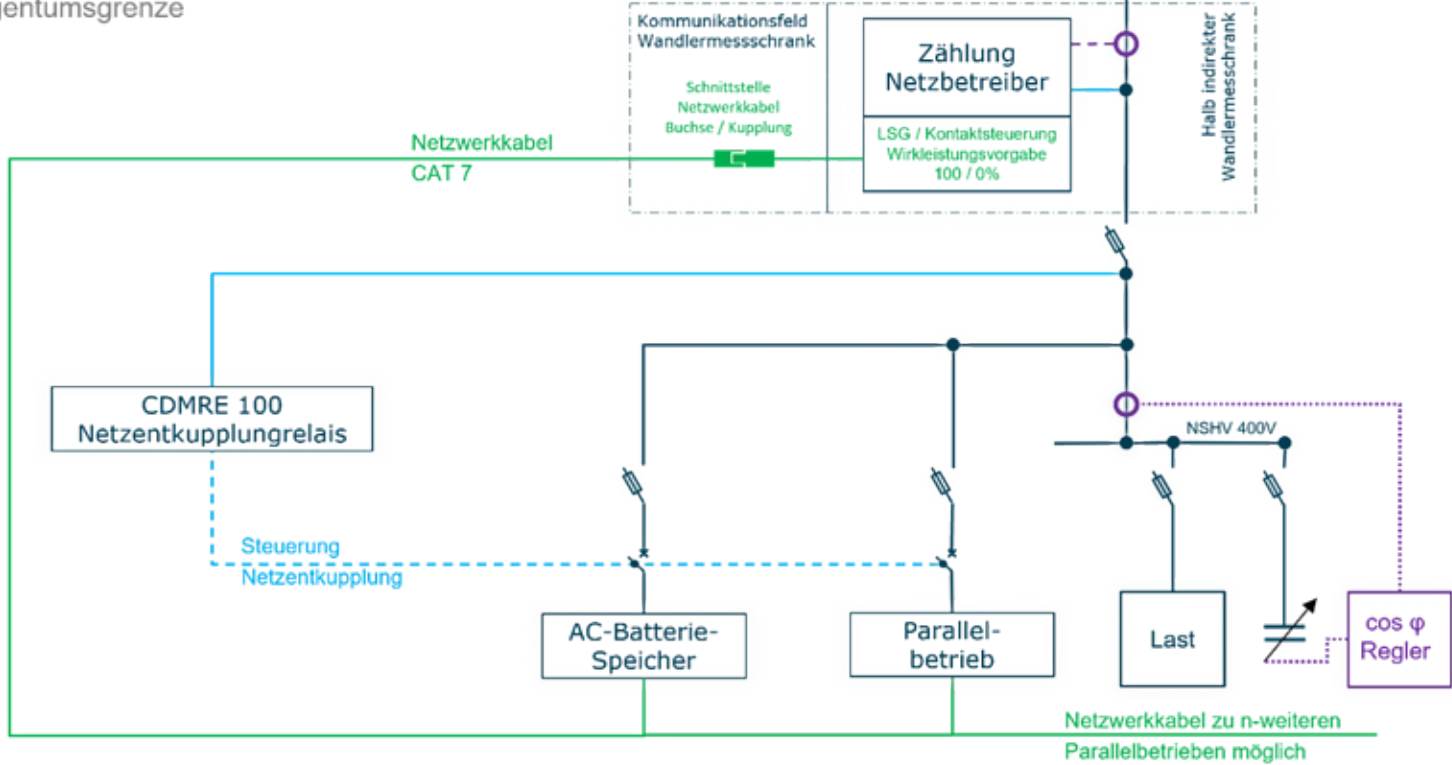 gentumsgrenze
Kommunikationsfeld
Wandlermessschrank
Zählung
Netzbetreiber
Halb indirekter
Wandlermesschrank
Schnittstelle
Netzwerkkabel
Buchse / Kupplung
LSG / Kontaktsteuerung
Wirkleistungsvorgabe
100 / 0%
Netzwerkkabel
CAT 7
CDMRE 100
Netzentkupplungrelais
NSHV 400V
Steuerung
Netzentkupplung
AC-Batterie-
Speicher
Parallel-
betrieb
Last
cos φ
Regler
Netzwerkkabel zu n-weiteren
Parallelbetrieben möglich